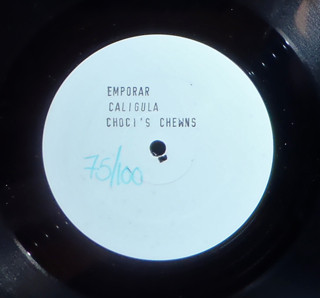 EMPORAR
CALIGULA
CHOCI'S CHEWNS
75/100